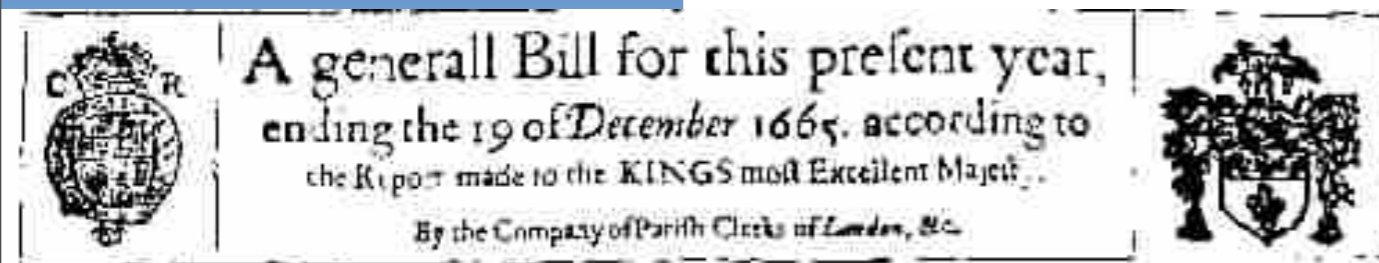 C R
A generall Bill for this preſent year,
ending the 19 of December 1665. according to
the Report made to the KINGS moſt Excellent
By the Company of Pariſh Clerks of London, &c.